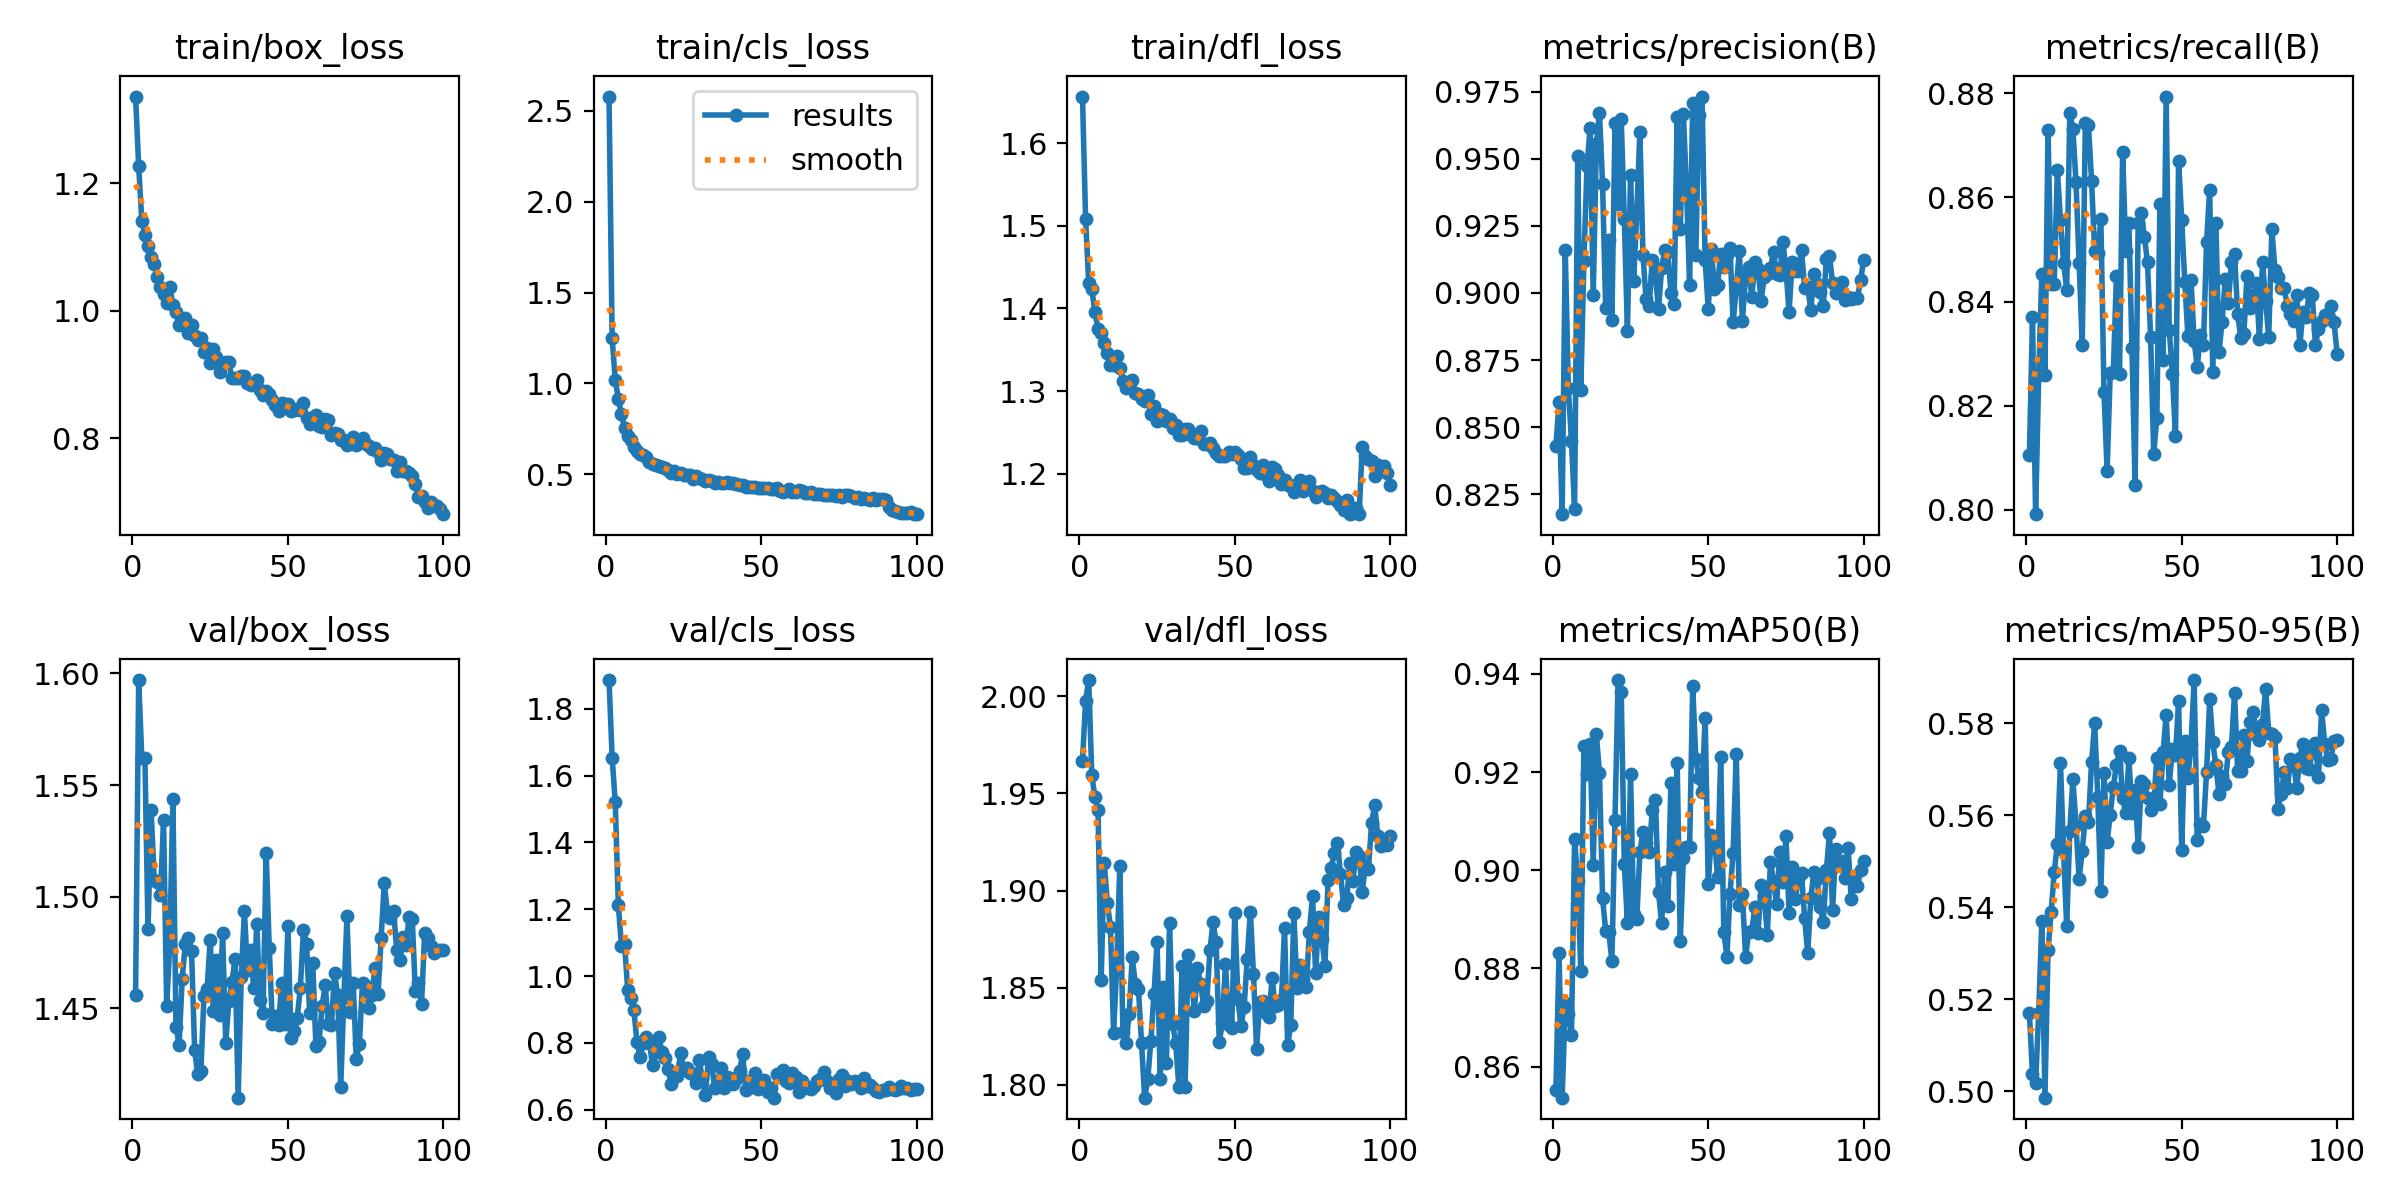 train/box_loss
train/cls_loss
train/dfl_loss
metrics/precision(B)
metrics/recall(B)
1.2
1.0
0.8
0 50 100
2.5
2.0
1.5
1.0
0.5
0 50 100
results
smooth
1.6
1.5
1.4
1.3
1.2
0 50 100
0.975
0.950
0.925
0.900
0.875
0.850
0.825
0 50 100
0.88
0.86
0.84
0.82
0.80
0 50 100
val/box_loss
val/cls_loss
val/dfl_loss
metrics/mAP50(B)
metrics/mAP50-95(B)
1.60
1.55
1.50
1.45
0 50 100
1.8
1.6
1.4
1.2
1.0
0.8
0.6
0 50 100
2.00
1.95
1.90
1.85
1.80
0 50 100
0.94
0.92
0.90
0.88
0.86
0 50 100
0.58
0.56
0.54
0.52
0.50
0 50 100